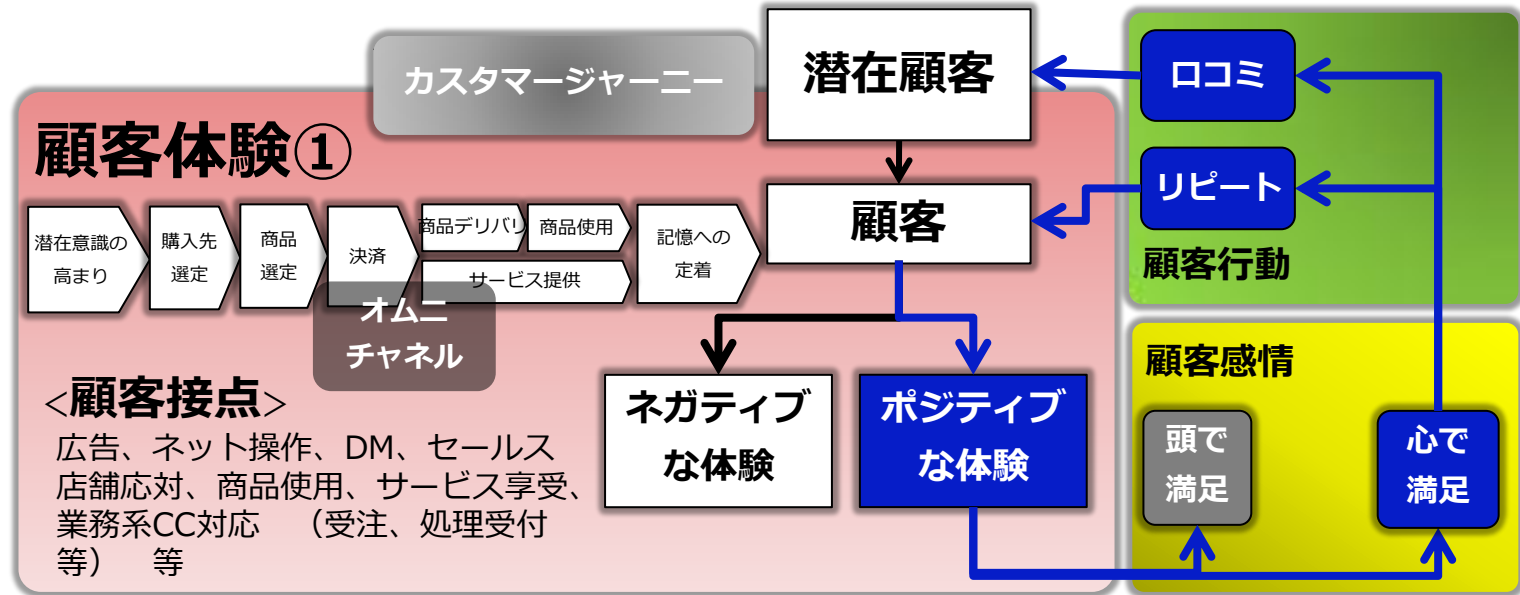 カスタマージャーニー
潜在顧客
口コミ
顧客体験①
リピート
顧客
顧客行動
潜在意識の
高まり
購入先
選定
商品
選定
決済
商品デリバリ
商品使用
サービス提供
記憶への
定着
オムニ
チャネル
<顧客接点>
広告、ネット操作、DM、セールス
店舗応対、商品使用、サービス享受、
業務系CC対応　（受注、処理受付
等）　等
ネガティブ
な体験
ポジティブ
な体験
顧客感情
頭で
満足
心で
満足